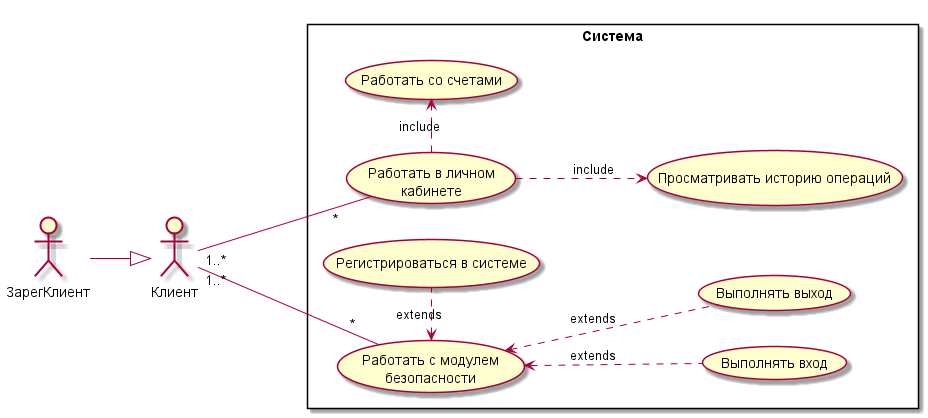 Система
Работать со счетами
include
Работать в личном
кабинете
include
Просматривать историю операций
*
1..*
ЗарегКлиент
Клиент
1..*
Регистрироваться в системе
extends
*
Работать с модулем
безопасности
extends
Выполнять выход
extends
Выполнять вход